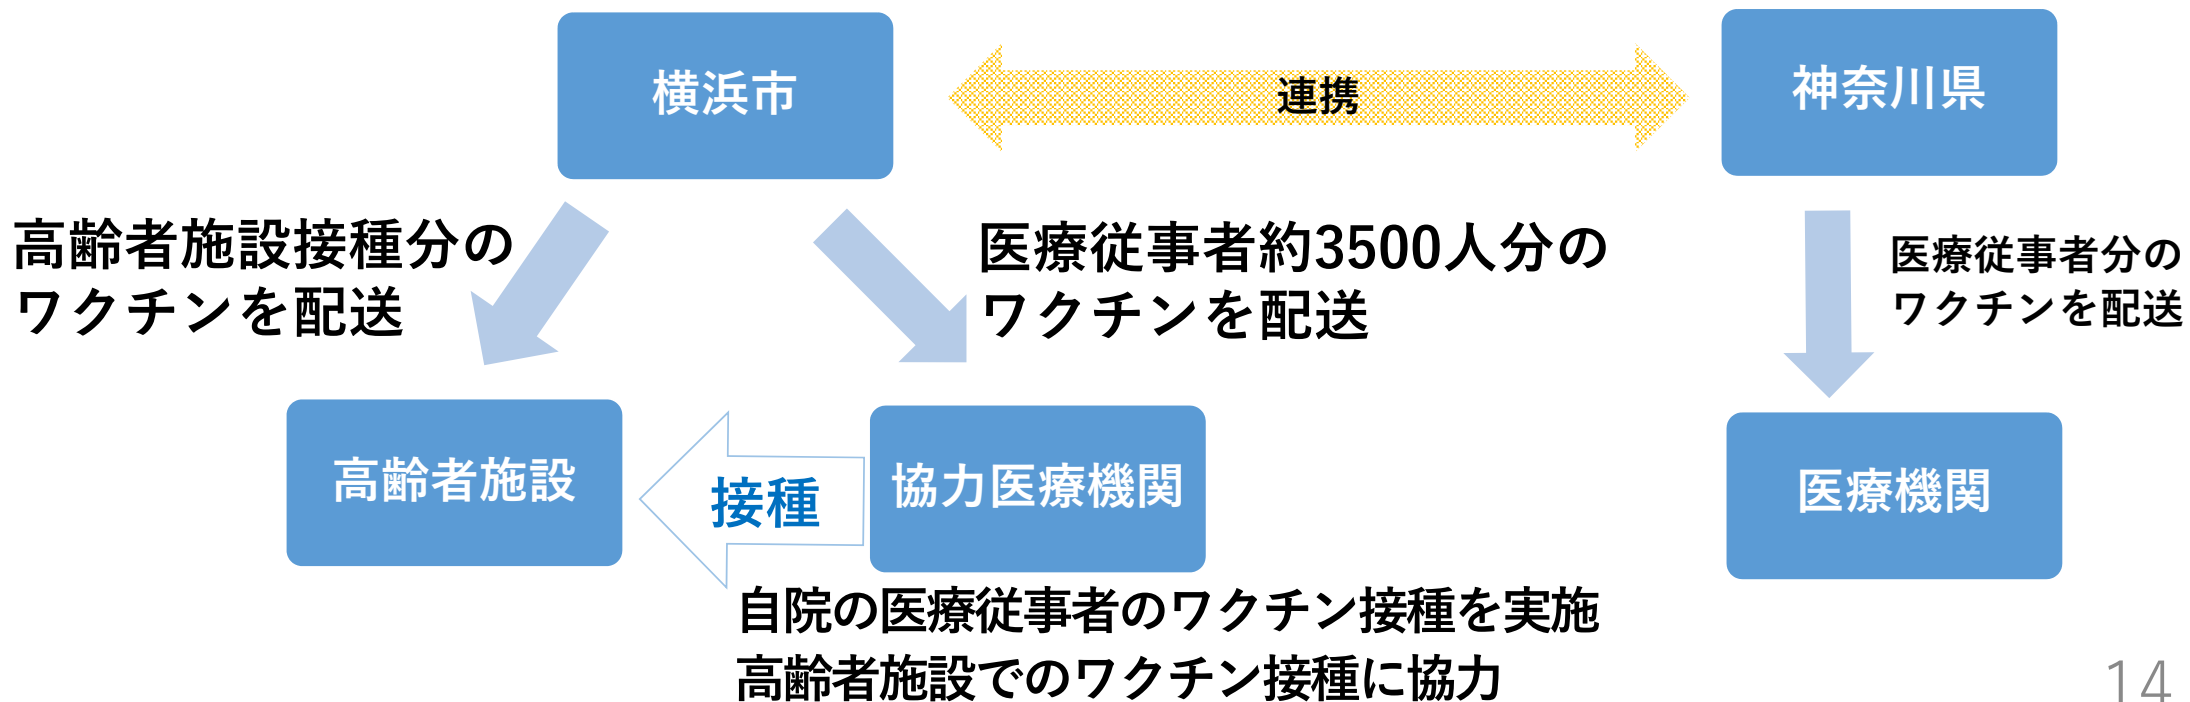 横浜市
連携
神奈川県
高齢者施設接種分の
ワクチンを配送
医療従事者約3500人分の
ワクチンを配送
医療従事者分の
ワクチンを配送
高齢者施設
接種
協力医療機関
医療機関
自院の医療従事者のワクチン接種を実施
高齢者施設でのワクチン接種に協力
14